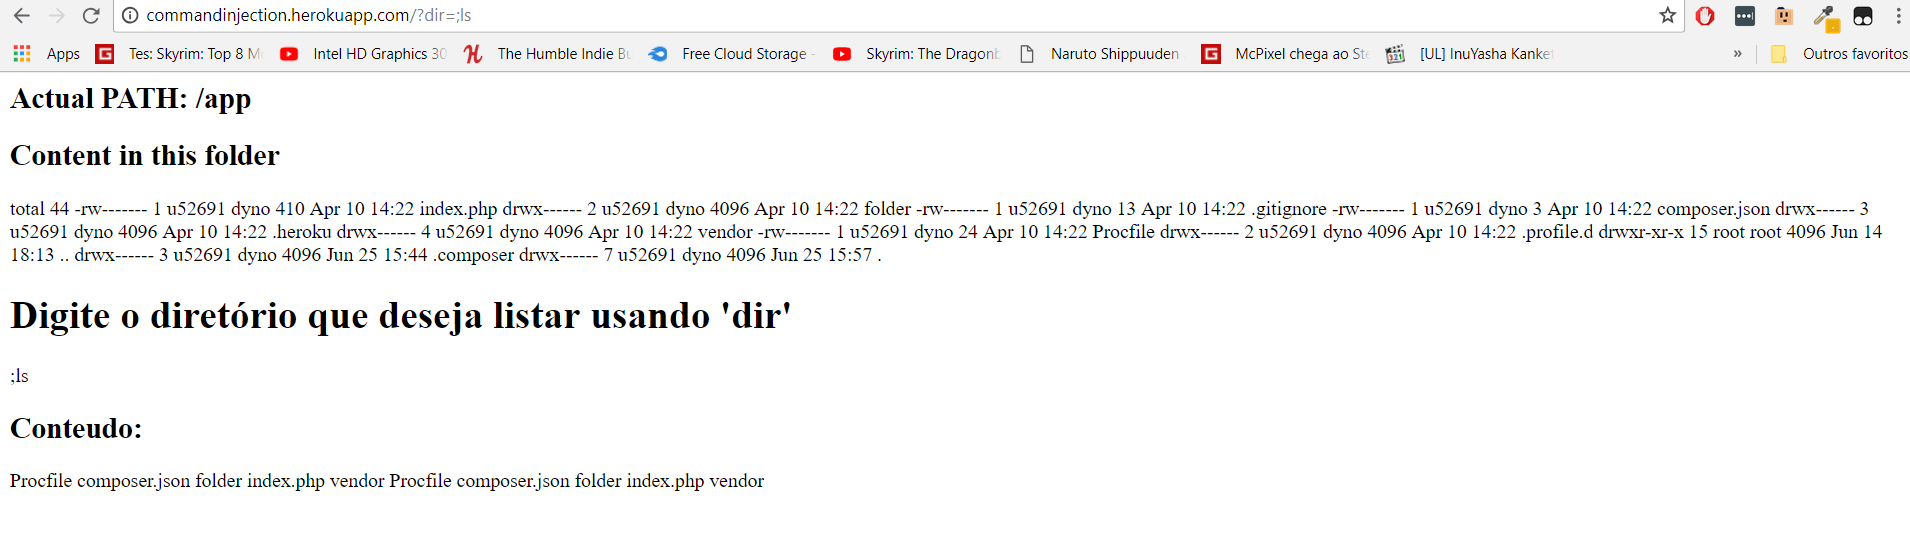 commandinjection.herokuapp.com/?dir=;ls
Apps Tes: Skyrim: Top 8 Intel HD Graphics 30 The Humble Indie Free Cloud Storage - Skyrim: The Dragon Naruto Shippuuden McPixel chega ao [UL] InuYasha Kanke » Outros favoritos
Actual PATH: /app
Content in this folder
total 44 -rw------- 1 u52691 dyno 410 Apr 10 14:22 index.php drwx------ 2 u52691 dyno 4096 Apr 10 14:22 folder -rw------- 1 u52691 dyno 13 Apr 10 14:22 .gitignore -rw------- 1 u52691 dyno 3 Apr 10 14:22 composer.json drwx------ 3
u52691 dyno 4096 Apr 10 14:22 .heroku drwx------ 4 u52691 dyno 4096 Apr 10 14:22 vendor -rw------- 1 u52691 dyno 24 Apr 10 14:22 Procfile drwx------ 2 u52691 dyno 4096 Apr 10 14:22 .profile.d drwxr-xr-x 15 root root 4096 Jun 14
18:13 .. drwx------ 3 u52691 dyno 4096 Jun 25 15:44 .composer drwx------ 7 u52691 dyno 4096 Jun 25 15:57 .
Digite o diretório que deseja listar usando 'dir'
;ls
Conteudo:
Procfile composer.json folder index.php vendor Procfile composer.json folder index.php vendor